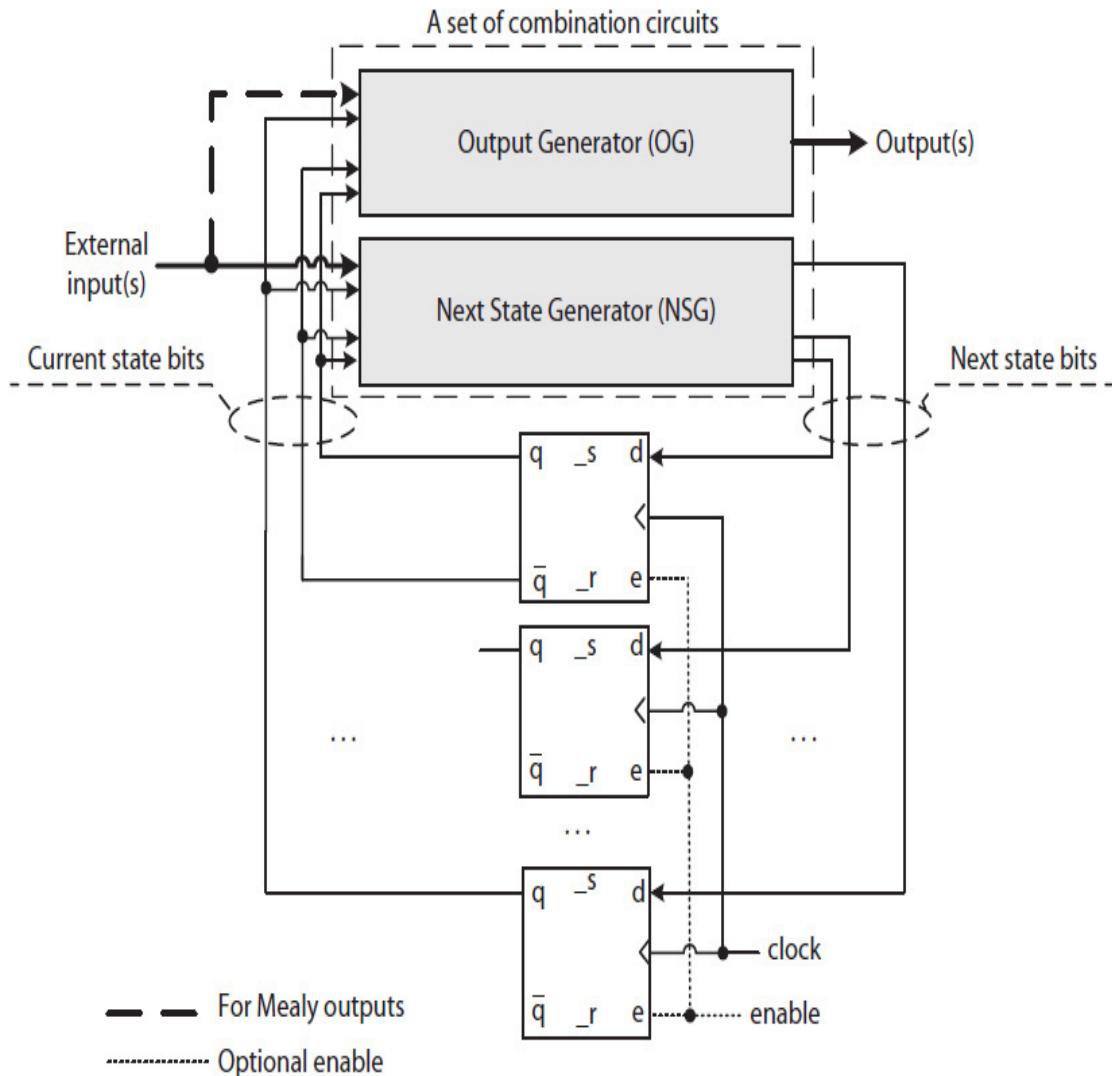 A set of combination circuits
Output Generator (OG)
Output(s)
External
input(s)
Next State Generator (NSG)
Current state bits
Next state bits
q _s d
q̅ _r e
q _s d
...
...
q̅ _r e
...
q _s d
clock
q̅ _r e
enable
For Mealy outputs
Optional enable